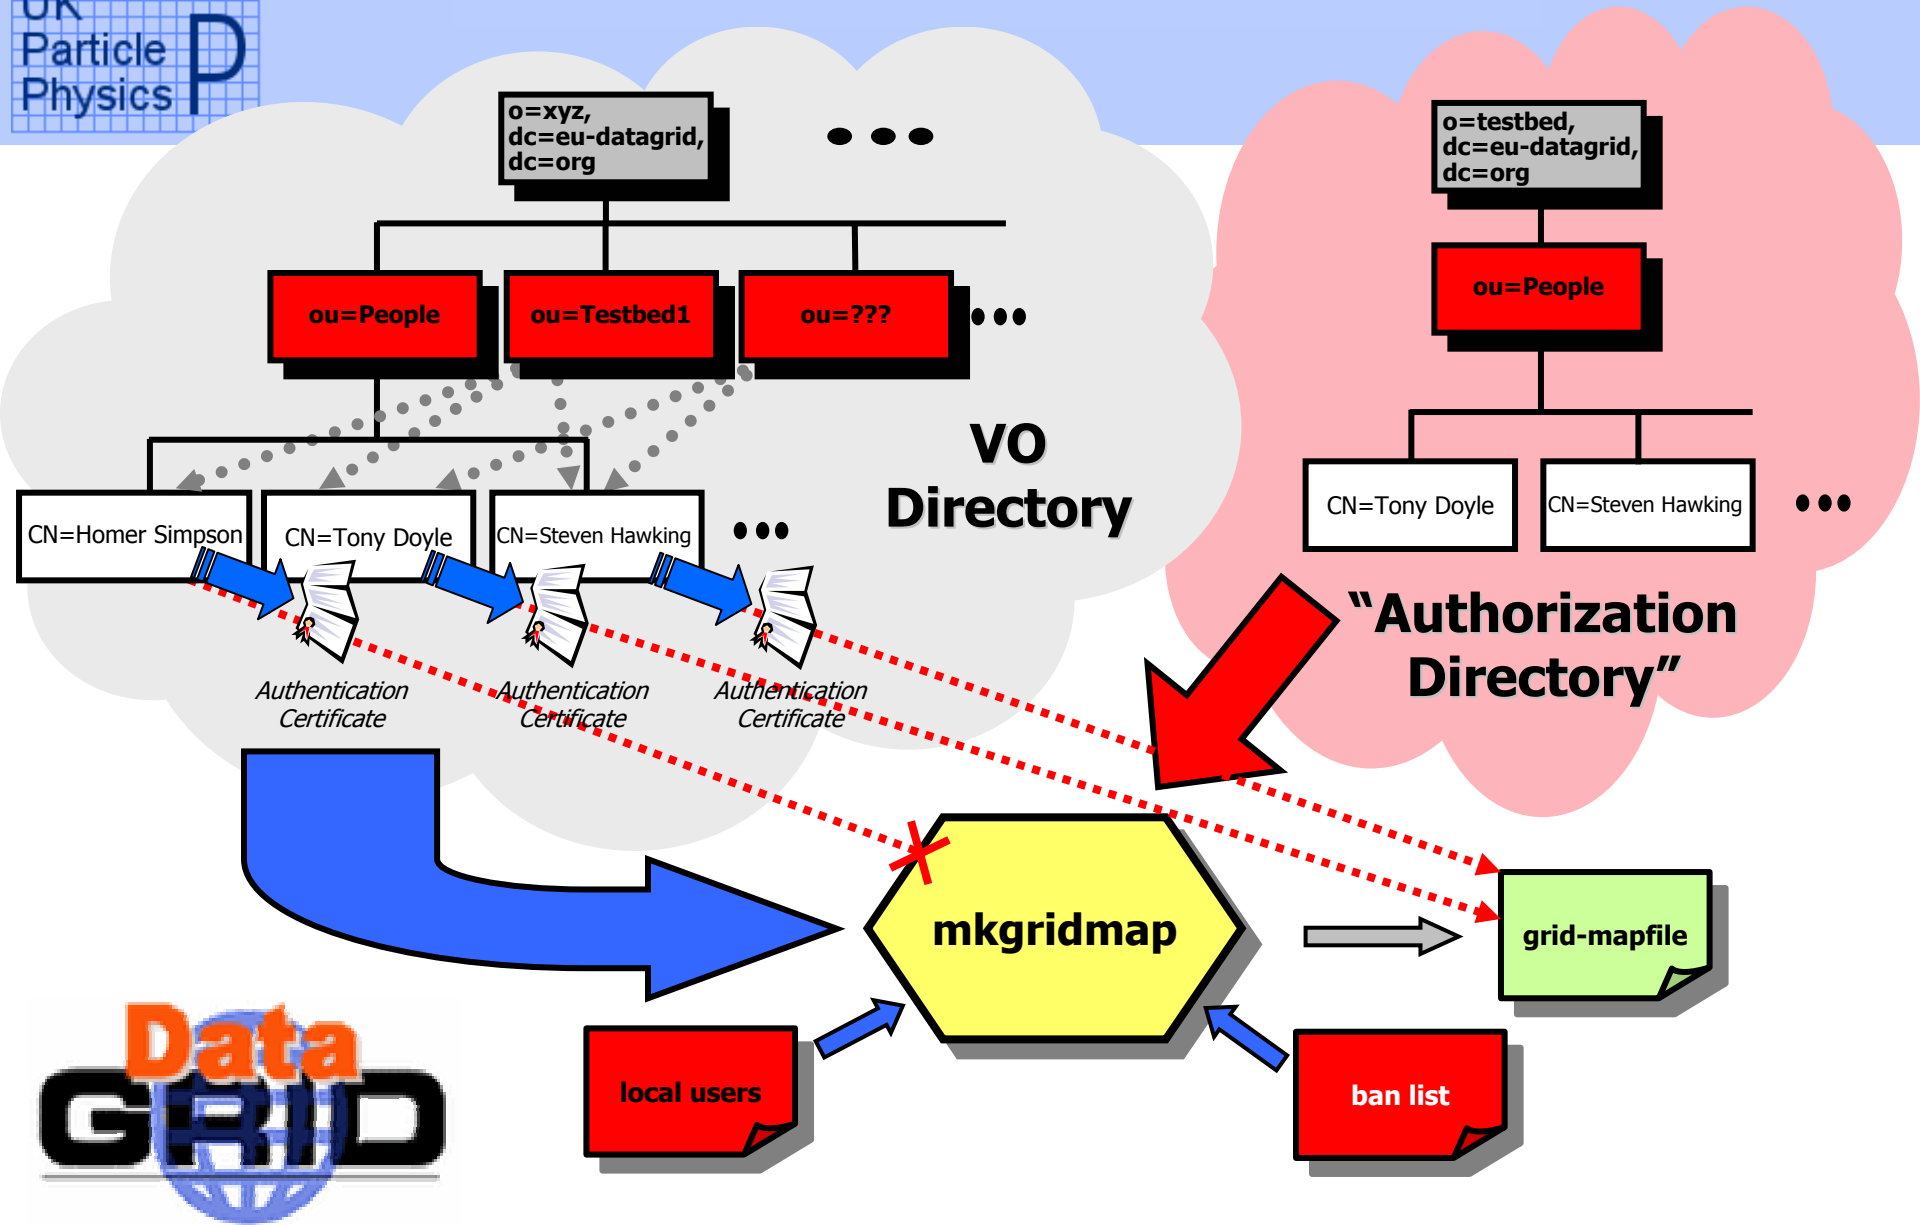 UK
Particle
Physics
P
o=xyz,
dc=eu-datagrid,
dc=org
o=testbed,
dc=eu-datagrid,
dc=org
ou=People
ou=Testbed1
ou=???
ou=People
VO
Directory
CN=Homer Simpson
CN=Tony Doyle
CN=Steven Hawking
CN=Tony Doyle
CN=Steven Hawking
"Authorization
Directory"
Authentication
Certificate
Authentication
Certificate
Authentication
Certificate
mkgridmap
grid-mapfile
local users
ban list
Data
GRID